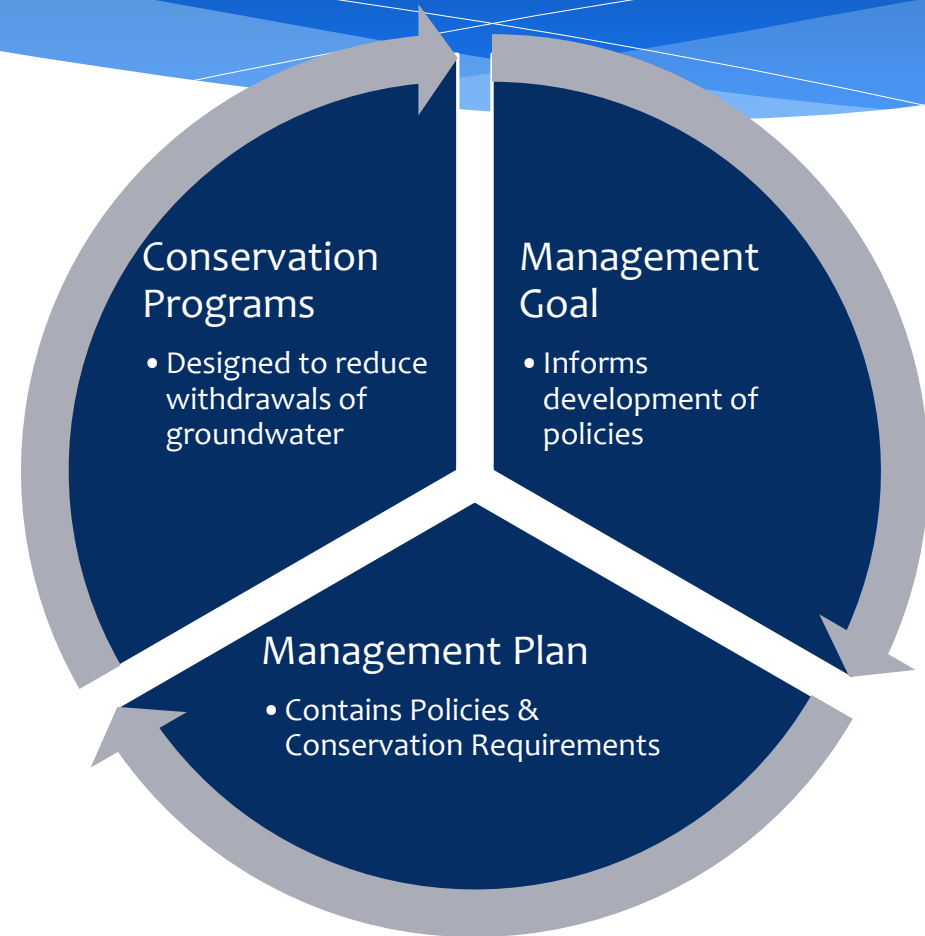 Conservation
Programs
• Designed to reduce
withdrawals of
groundwater
Management
Goal
• Informs
development of
policies
Management Plan
• Contains Policies &
Conservation Requirements